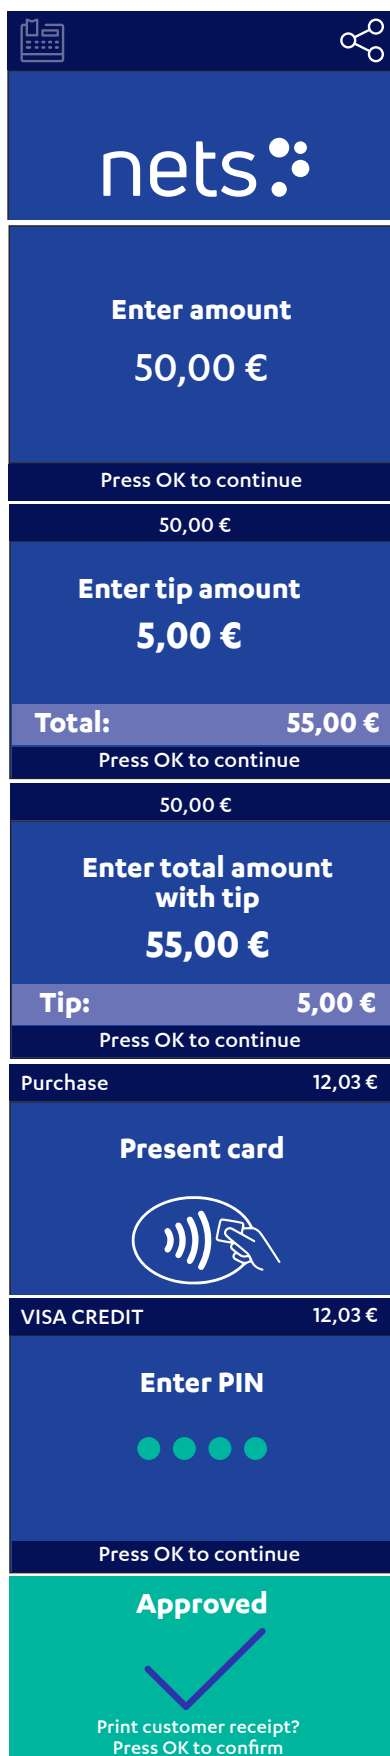 nets
Enter amount
50,00 €
Press OK to continue
50,00 €
Enter tip amount
5,00 €
Total: 55,00 €
Press OK to continue
50,00 €
Enter total amount
with tip
55,00 €
Tip: 5,00 €
Press OK to continue
Purchase 12,03 €
Present card
VISA CREDIT 12,03 €
Enter PIN
Press OK to continue
Approved
Print customer receipt?
Press OK to confirm